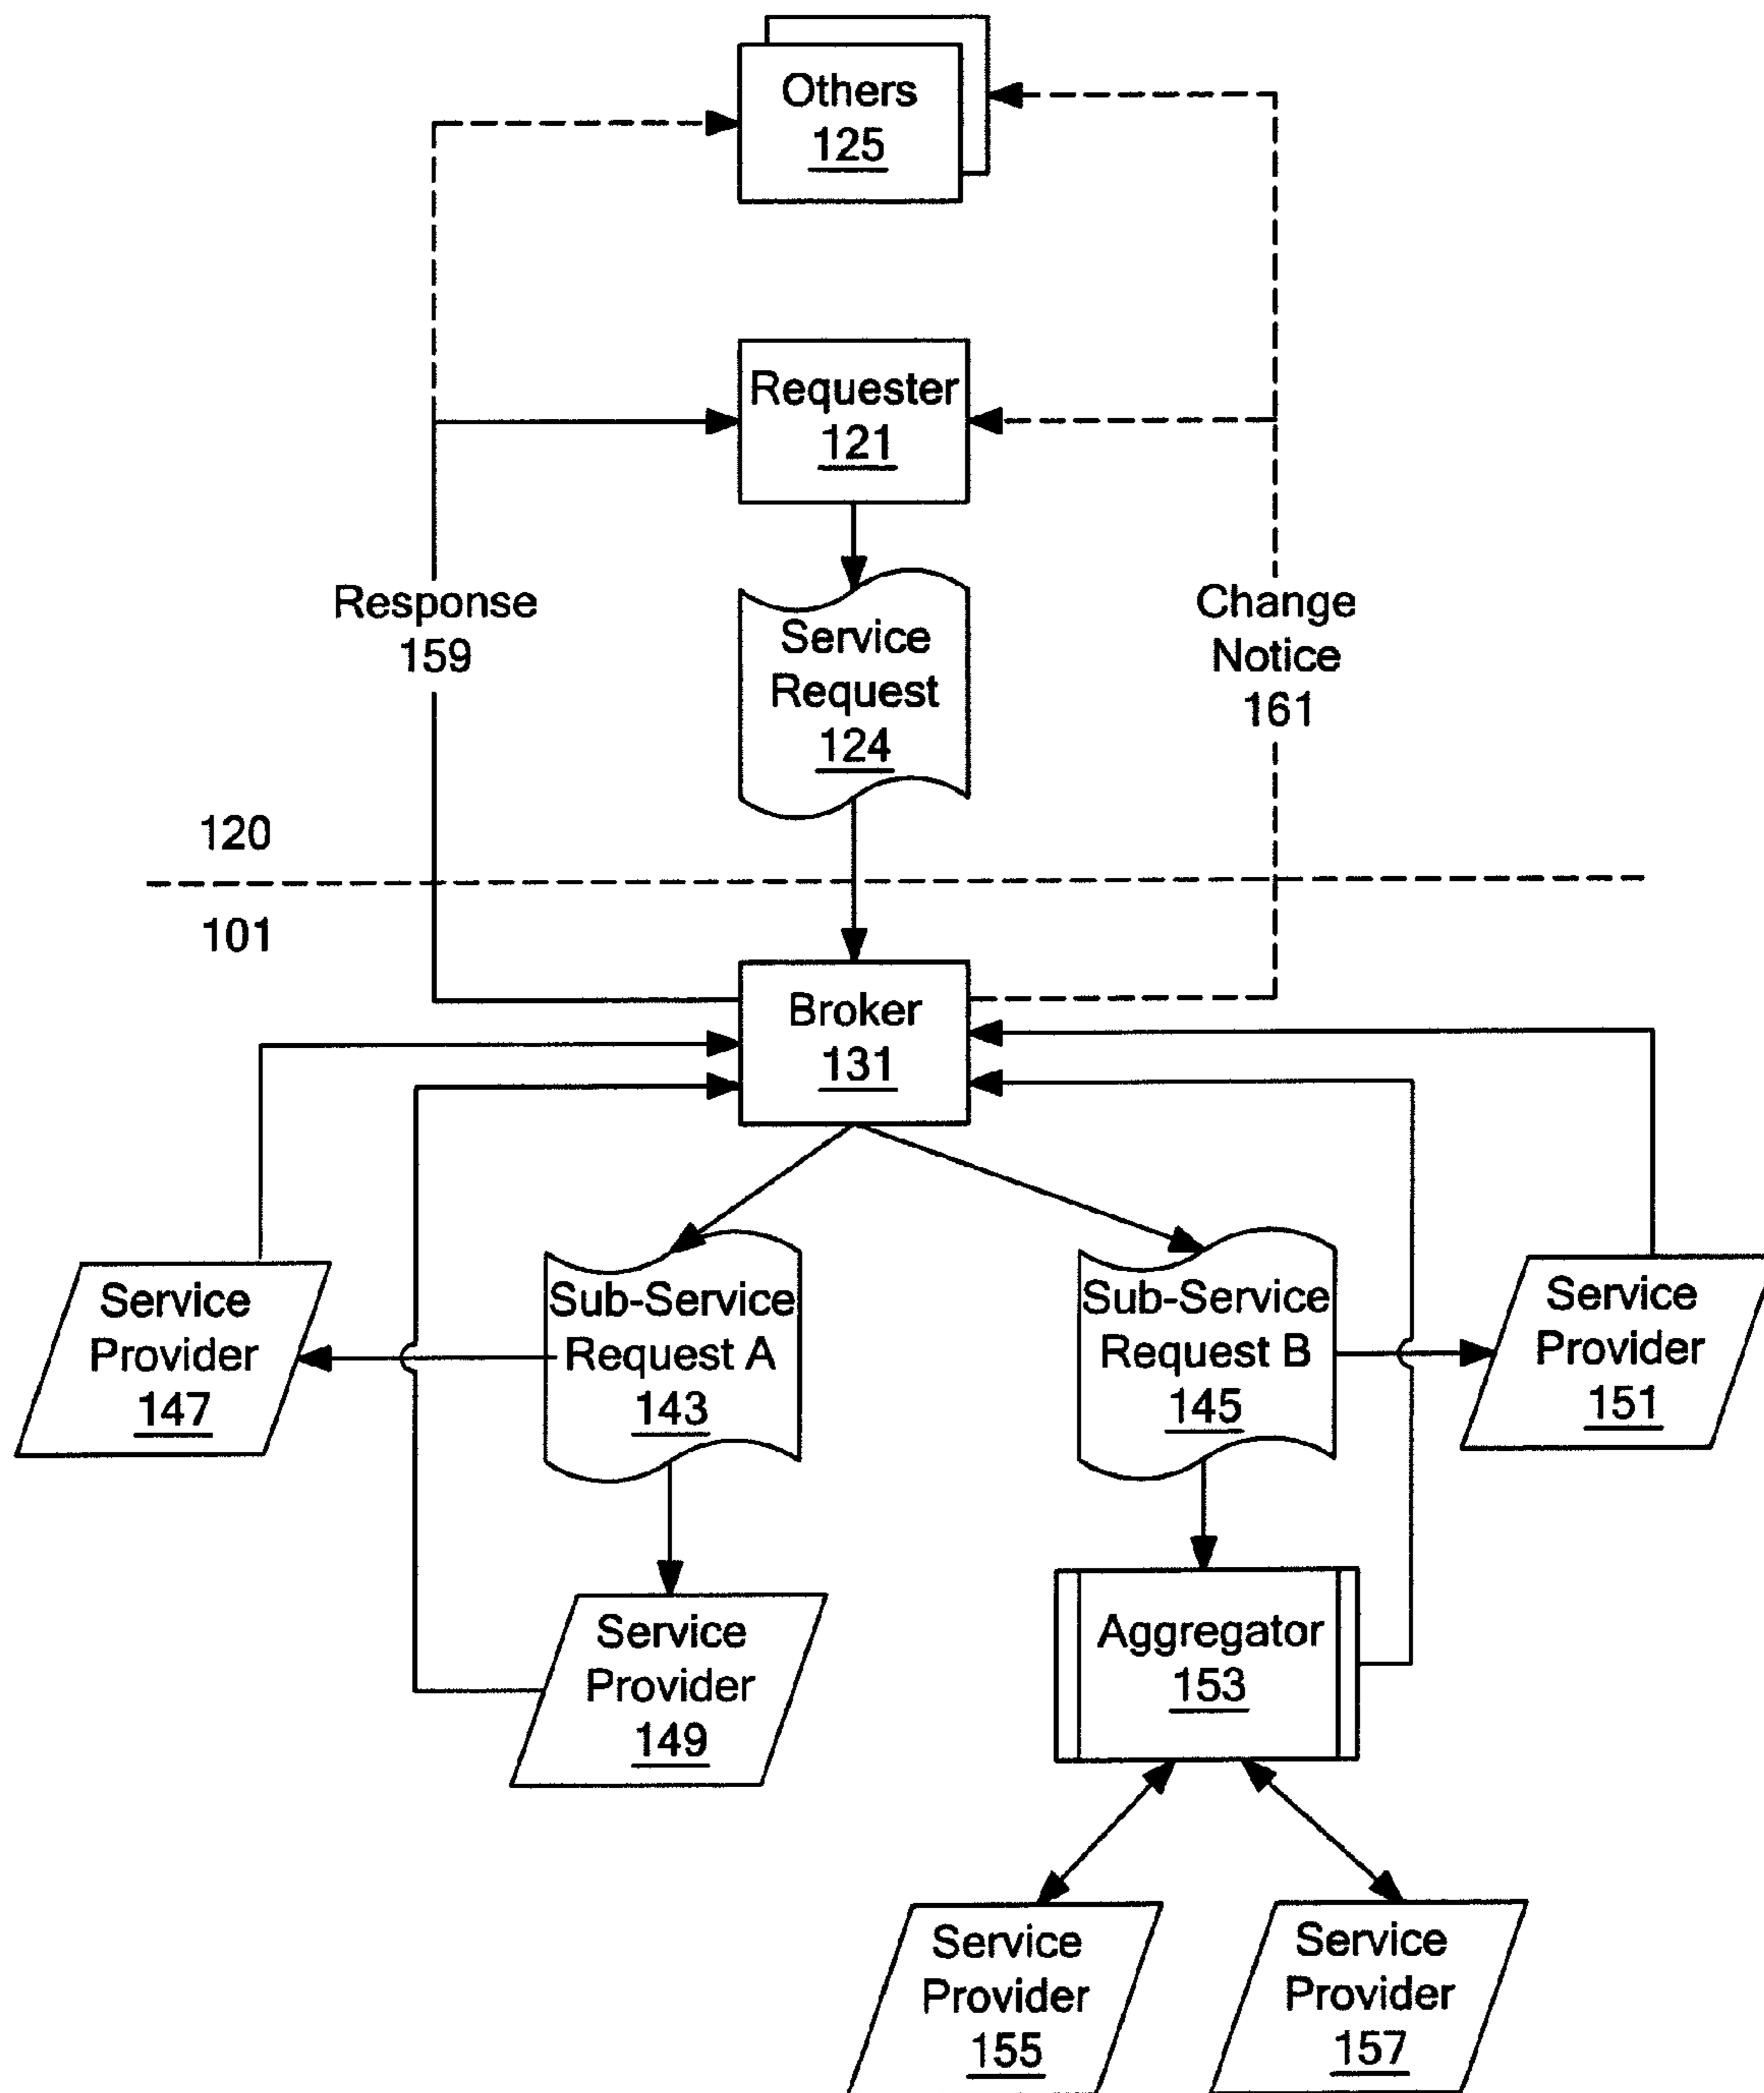 Others
125
Requester
121
Response
159
Service
Request
124
Change
Notice
161
120
101
Broker
131
Service
Provider
147
Sub-Service
Request A
143
Sub-Service
Request B
145
Service
Provider
151
Service
Provider
149
Aggregator
153
Service
Provider
155
Service
Provider
157